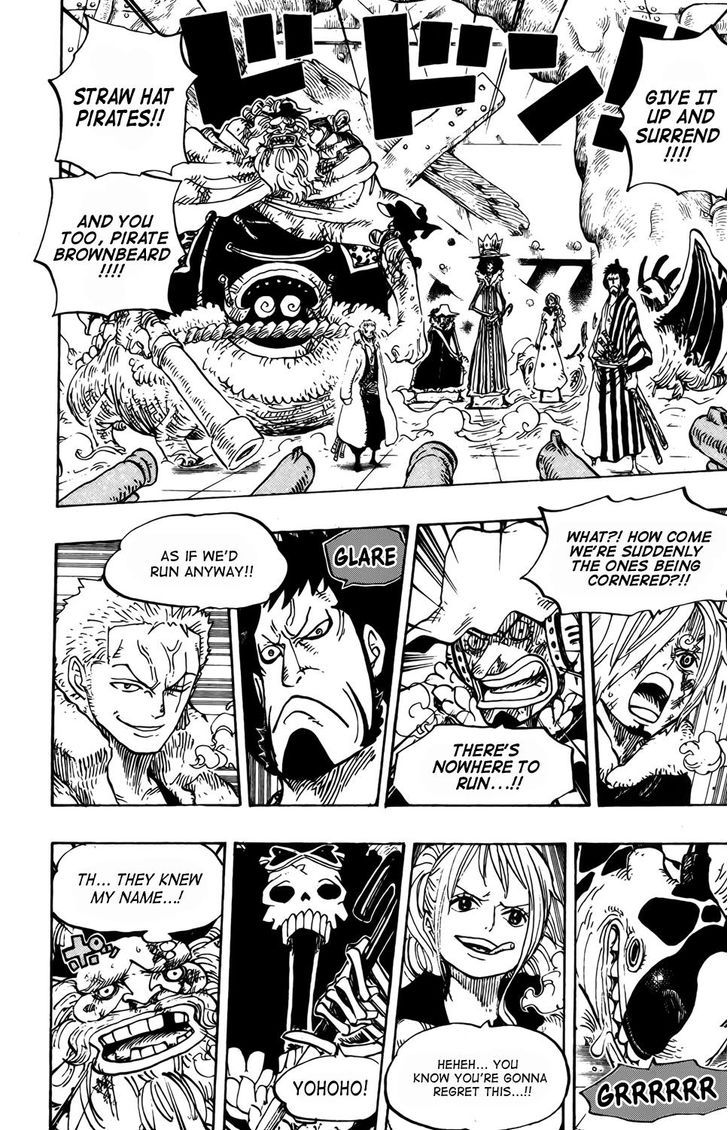 GIVE IT
UP AND
SURREND
!!!!
ドドン!
STRAW HAT
PIRATES!!
AND YOU
TOO, PIRATE
BROWNBEARD
!!!!
WHAT?! HOW COME
WE'RE SUDDENLY
THE ONES BEING
CORNERED?!!
THERE'S
NOWHERE TO
RUN...!!
GLARE
AS IF WE'D
RUN ANYWAY!!
GRRRRRR
HEHEH... YOU
KNOW YOU'RE GONNA
REGRET THIS...!!
YOHOHO!
TH... THEY KNEW
MY NAME...!
ポッ